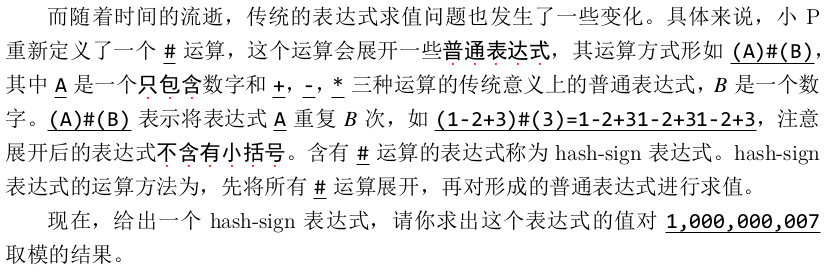 而随着时间的流逝，传统的表达式求值问题也发生了一些变化。具体来说，小 P
重新定义了一个 # 运算，这个运算会展开一些普通表达式，其运算方式形如 (A)#(B)，
其中 A 是一个只包含数字和 +，-，* 三种运算的传统意义上的普通表达式，B 是一个数
字。(A)#(B) 表示将表达式 A 重复 B 次，如 (1-2+3)#(3)=1-2+31-2+31-2+3，注意
展开后的表达式不含有小括号。含有 # 运算的表达式称为 hash-sign 表达式。hash-sign
表达式的运算方法为，先将所有 # 运算展开，再对形成的普通表达式进行求值。
现在，给出一个 hash-sign 表达式，请你求出这个表达式的值对 1,000,000,007
取模的结果。